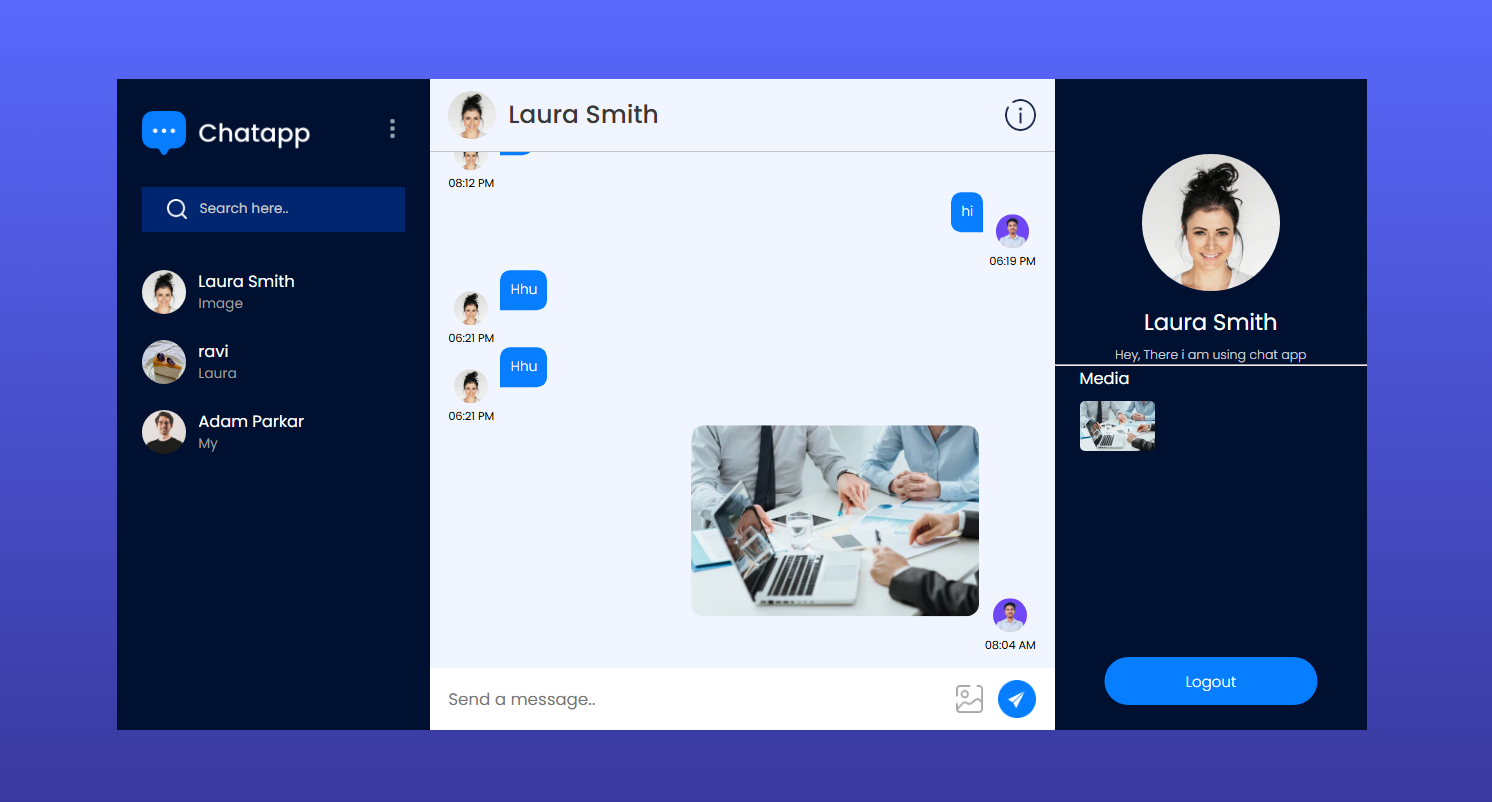 Chatapp
Search here..
Laura Smith
Image
ravi
Laura
Adam Parkar
My
Laura Smith
08:12 PM
hi
06:19 PM
Hhu
06:21 PM
Hhu
06:21 PM
08:04 AM
Send a message..
Laura Smith
Hey, There i am using chat app
Media
Logout